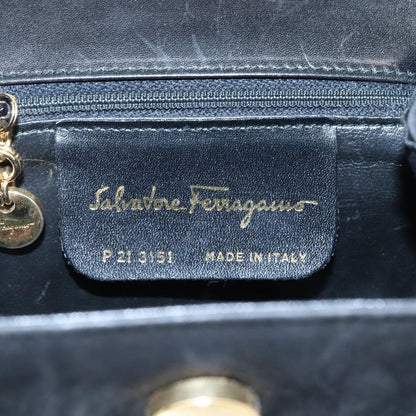 Salvatore Ferragamo
P 21 3151 MADE IN ITALY